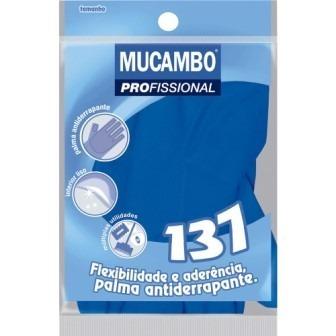 tamanho
MUCAMBO®
PROFISSIONAL
palma antiderrapante
interior liso
múltiplas utilidades
137
Flexibilidade e aderência,
palma antiderrapante.